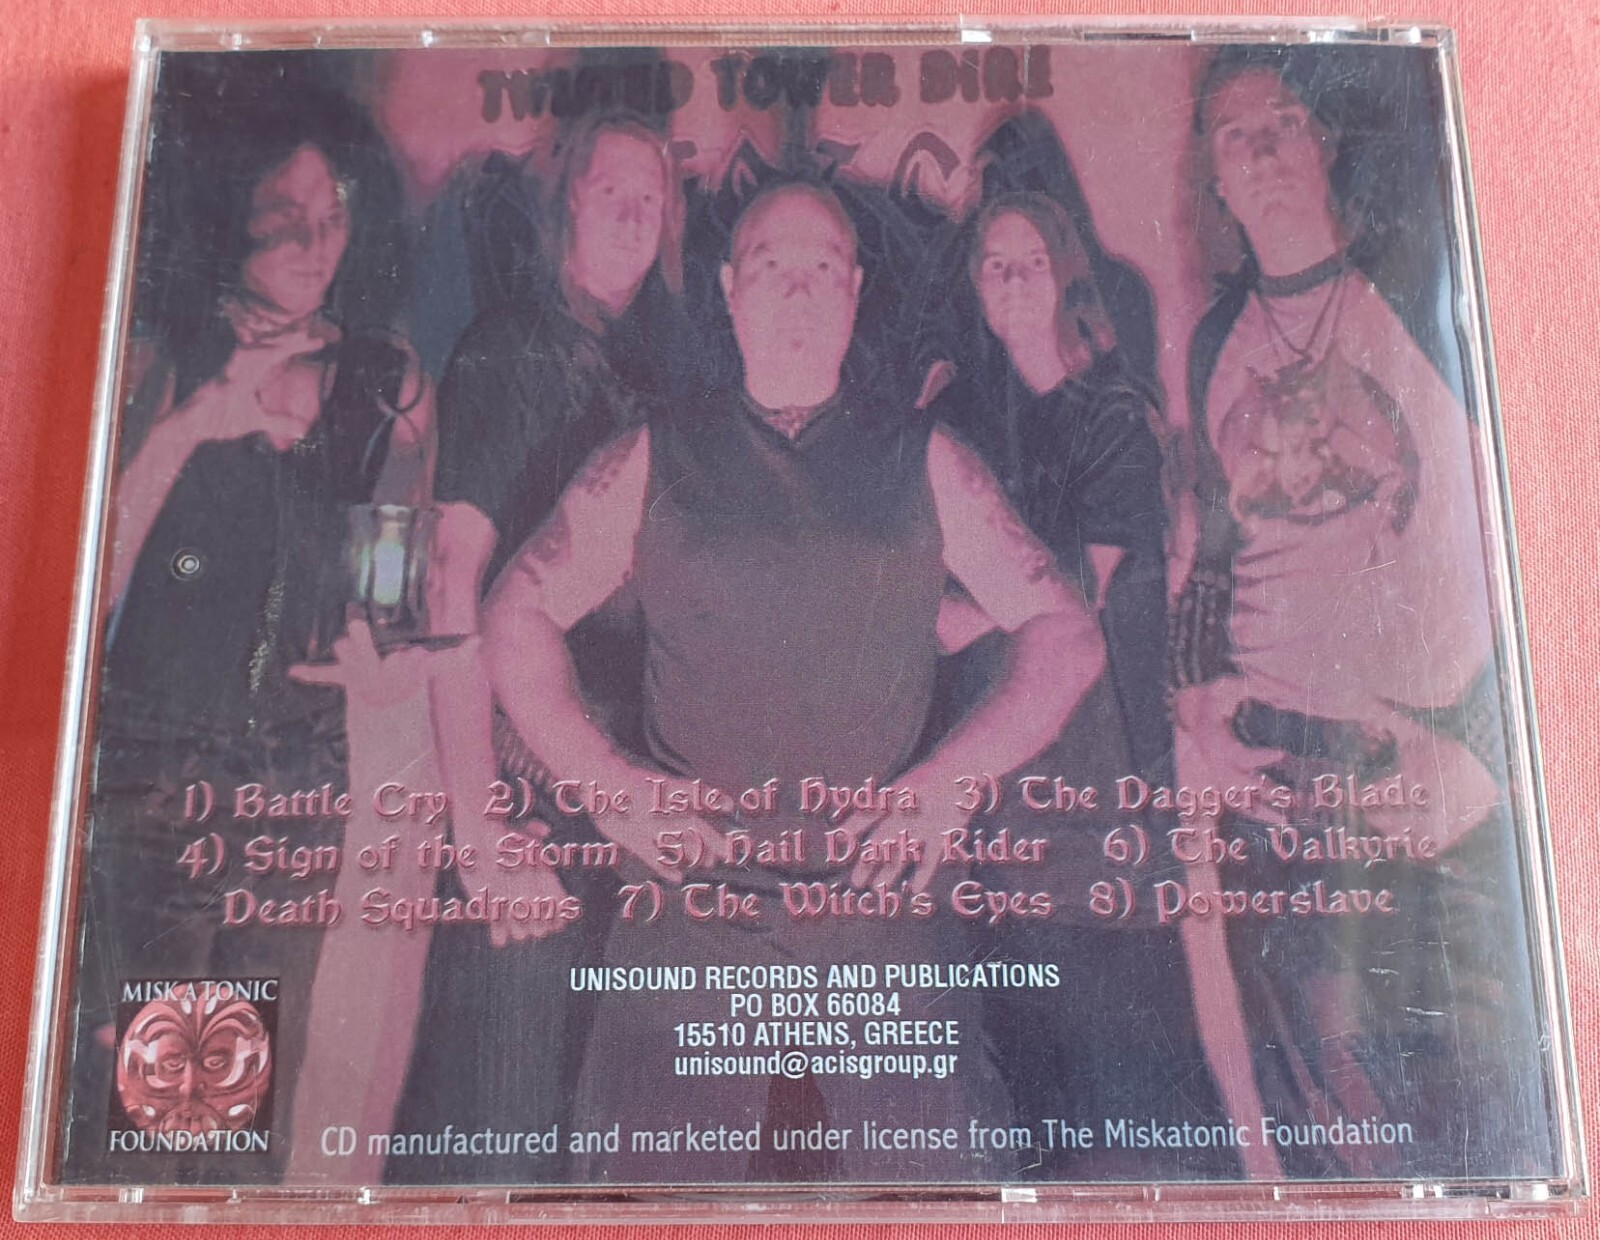 TWISTED TOWER DIRE
1) Battle Cry 2) The Isle of Hydra 3) The Dagger's Blade
4) Sign of the Storm 5) Hail Dark Rider 6) The Valkyrie
Death Squadrons 7) The Witch's Eyes 8) Powerslave
MISKATONIC
FOUNDATION
UNISOUND RECORDS AND PUBLICATIONS
PO BOX 66084
15510 ATHENS, GREECE
unisound@acisgroup.gr
CD manufactured and marketed under license from The Miskatonic Foundation